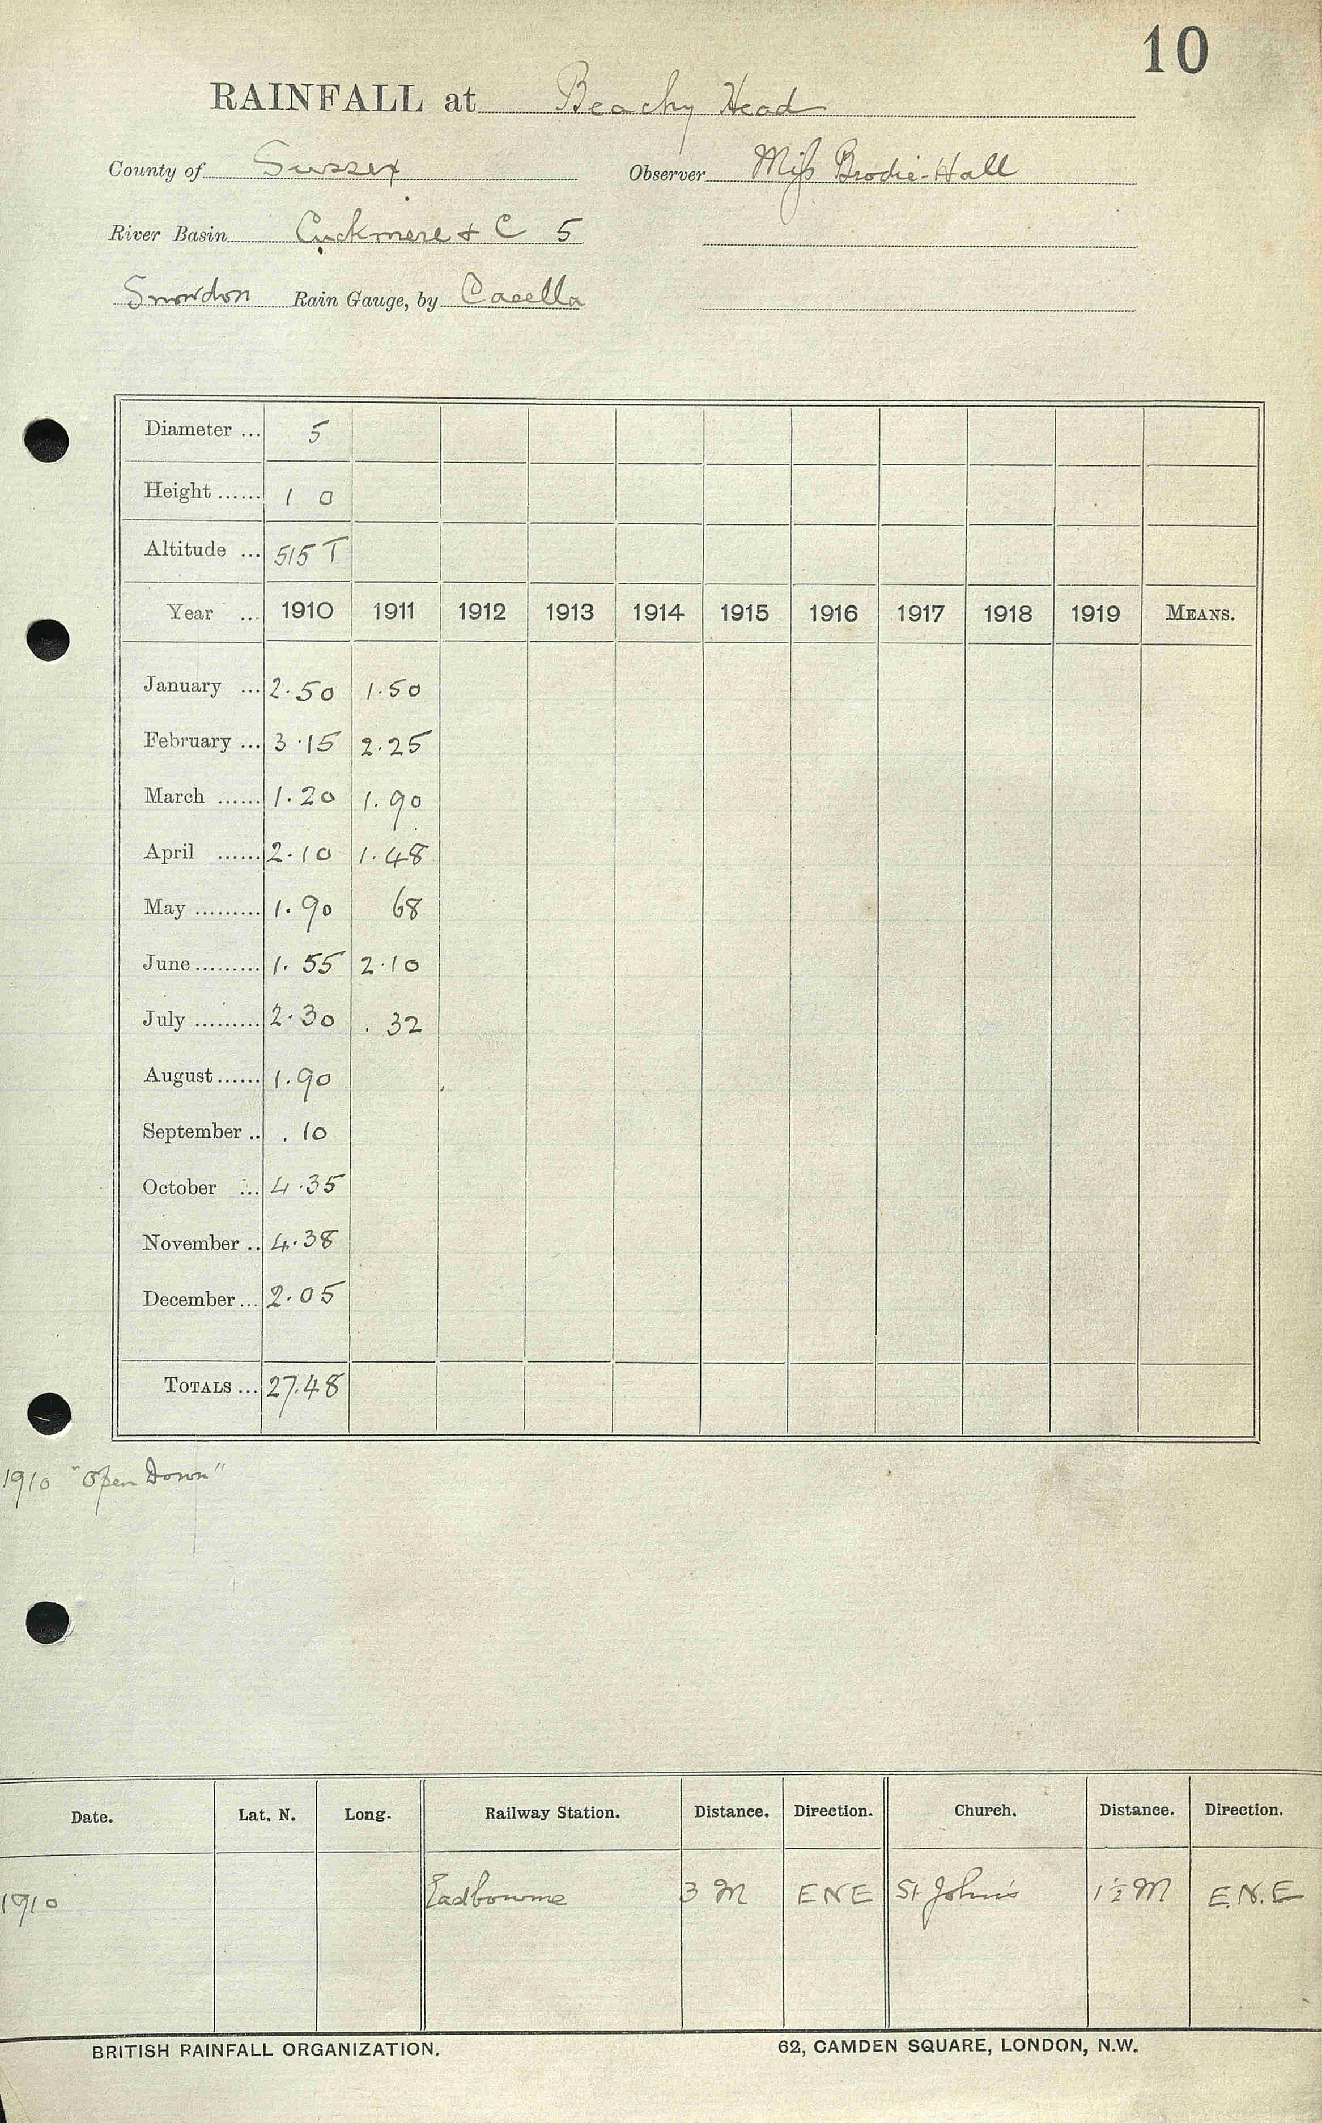 10
RAINFALL at Beachy Head
County of Sussex Observer Miss Brodie-Hall
River Basin Cuckmere & C 5
Snowdon Rain Gauge, by Casella
Diameter ... 5
Height ...... 1 0
Altitude ... 515 T
Year ... 1910 1911 1912 1913 1914 1915 1916 1917 1918 1919 MEANS.
January ... 2.50 1.50
February ... 3.15 2.25
March ...... 1.20 1.90
April ...... 2.10 1.48
May ......... 1.90 68
June ......... 1.55 2.10
July ......... 2.30 .32
August ...... 1.90
September .. .10
October ... 4.35
November .. 4.38
December ... 2.05
TOTALS ... 27.48
1910 "Open Down"
Date. Lat. N. Long. Railway Station. Distance. Direction. Church. Distance. Direction.
1910 Eastbourne 3 M ENE St John's 1½ M E.N.E
BRITISH RAINFALL ORGANIZATION. 62, CAMDEN SQUARE, LONDON, N.W.